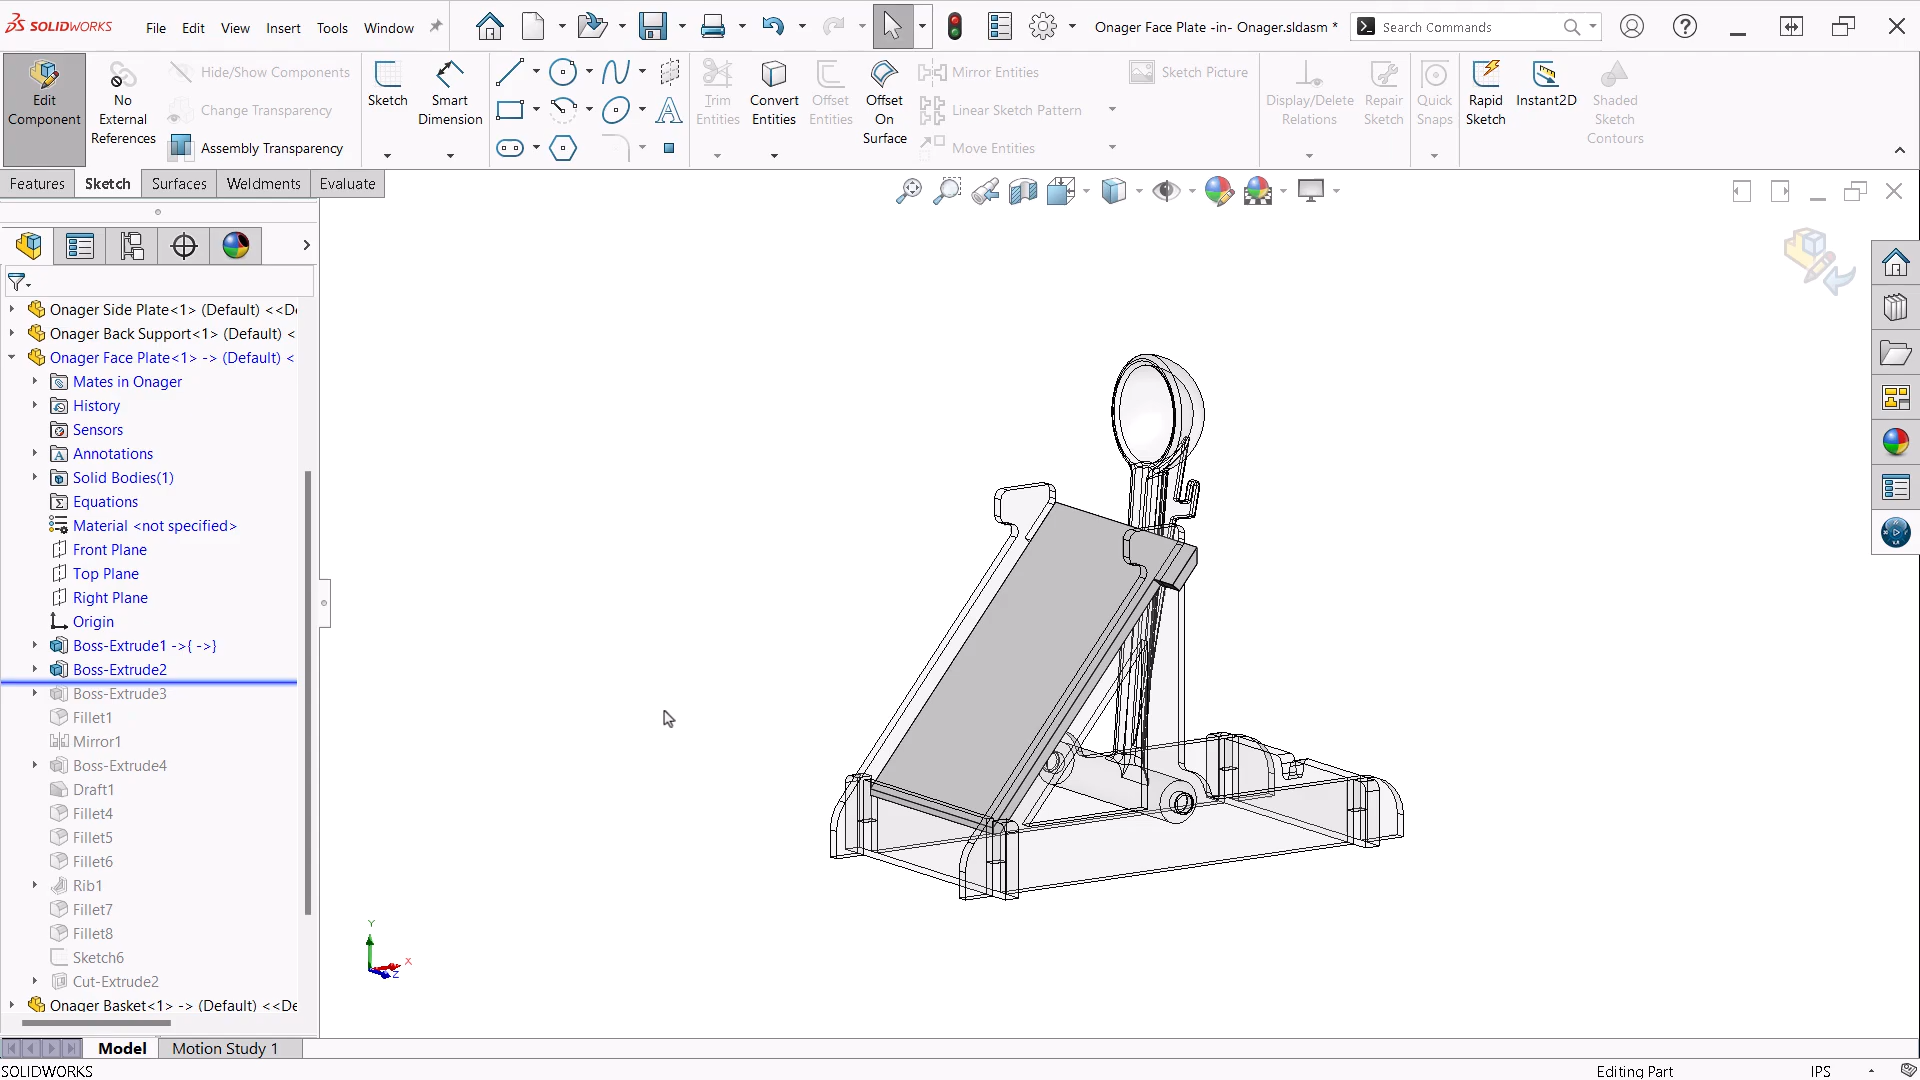 SOLIDWORKS
File Edit View Insert Tools Window
Onager Face Plate -in- Onager.sldasm *
Search Commands
Edit Component
No External References
Hide/Show Components
Change Transparency
Assembly Transparency
Sketch
Smart Dimension
Trim Entities
Convert Entities
Offset Entities
Offset On Surface
Mirror Entities
Linear Sketch Pattern
Move Entities
Sketch Picture
Display/Delete Relations
Repair Sketch
Quick Snaps
Rapid Sketch
Instant2D
Shaded Sketch Contours
Features Sketch Surfaces Weldments Evaluate
Onager Side Plate<1> (Default) <<D
Onager Back Support<1> (Default) <
Onager Face Plate<1> -> (Default) <
Mates in Onager
History
Sensors
Annotations
Solid Bodies(1)
Equations
Material <not specified>
Front Plane
Top Plane
Right Plane
Origin
Boss-Extrude1 ->{ ->}
Boss-Extrude2
Boss-Extrude3
Fillet1
Mirror1
Boss-Extrude4
Draft1
Fillet4
Fillet5
Fillet6
Rib1
Fillet7
Fillet8
Sketch6
Cut-Extrude2
Onager Basket<1> -> (Default) <<De
Y
X
Z
Model Motion Study 1
SOLIDWORKS
Editing Part
IPS